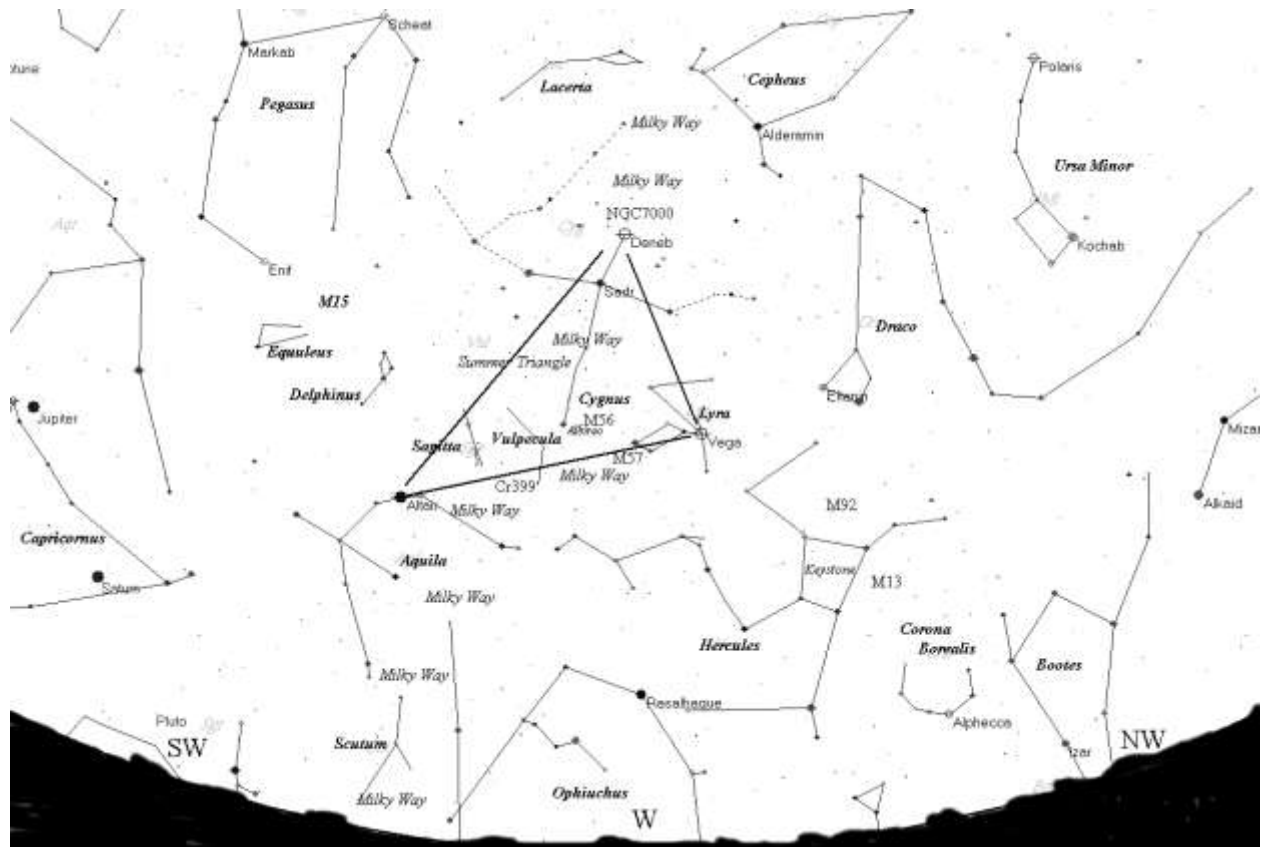 Markab
Scheat
Pegasus
Lacerta
Cepheus
Polaris
Milky Way
Alderamin
Ursa Minor
Milky Way
NGC7000
Deneb
Kochab
Enif
M15
Sadr
Milky Way
Draco
Equuleus
Summer Triangle
Delphinus
Cygnus
Jupiter
Lyra
M56
Albireo
Vega
Mizar
Sagitta
Vulpecula
M57
Milky Way
Cr399
Altair
Milky Way
M92
Alkaid
Capricornus
Saturn
Aquila
Keystone
M13
Milky Way
Hercules
Corona
Borealis
Bootes
Milky Way
Rasalhague
Alphecca
Pluto
Sgr
SW
Scutum
Izar
NW
Milky Way
Ophiuchus
W